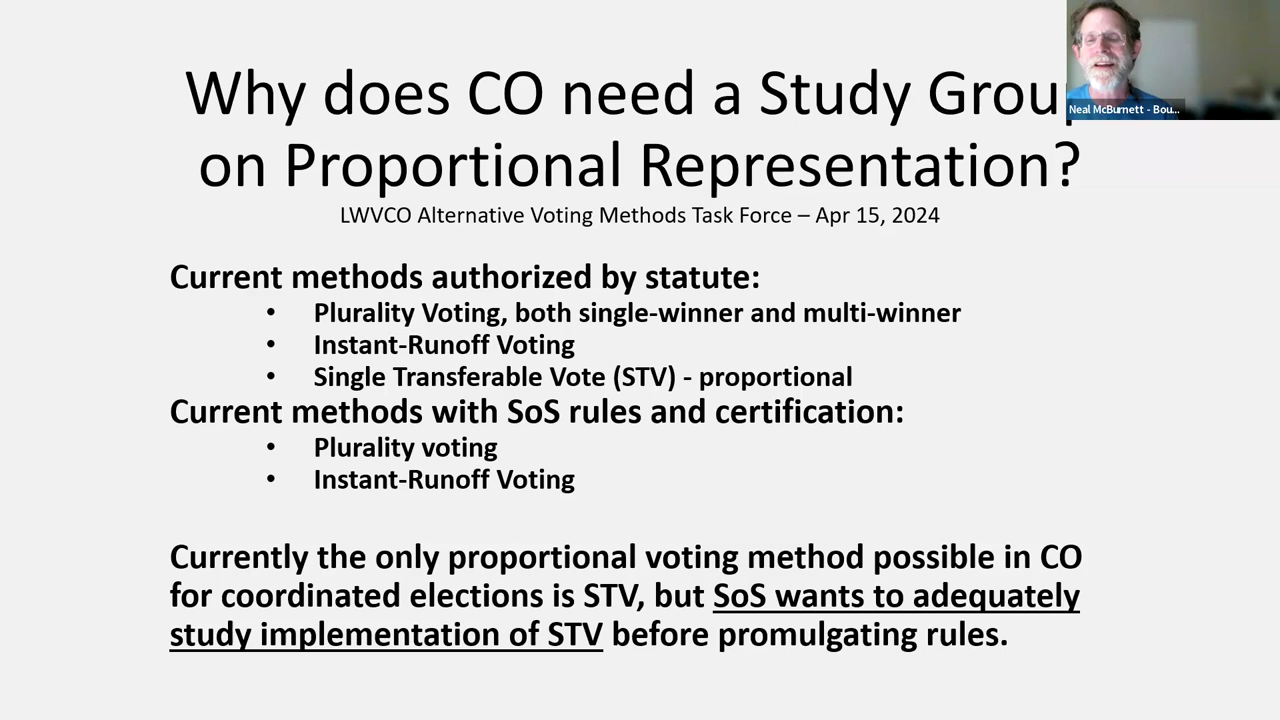 Why does CO need a Study Group
on Proportional Representation?
LWVCO Alternative Voting Methods Task Force – Apr 15, 2024
Neal McBurnett - Bou...
Current methods authorized by statute:
• Plurality Voting, both single-winner and multi-winner
• Instant-Runoff Voting
• Single Transferable Vote (STV) - proportional
Current methods with SoS rules and certification:
• Plurality voting
• Instant-Runoff Voting
Currently the only proportional voting method possible in CO
for coordinated elections is STV, but SoS wants to adequately
study implementation of STV before promulgating rules.